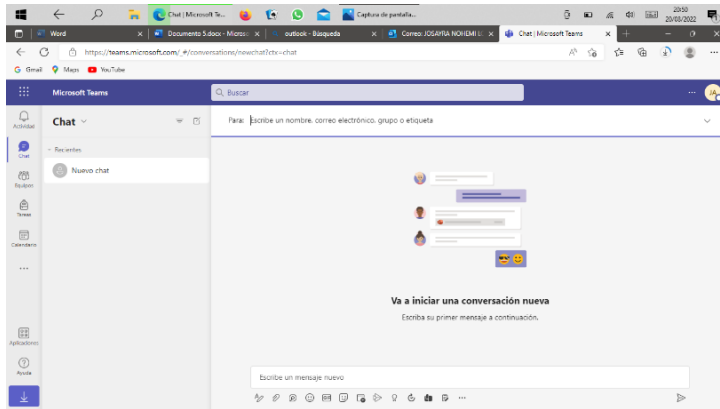 Chat | Microsoft Te...
Captura de pantalla...
20:50
20/03/2022
Word
Documento 5.docx - Micros
outlook - Búsqueda
Correo: JOSAYRA NOHEMI
Chat | Microsoft Teams
https://teams.microsoft.com/_#/conversations/newchat?ctx=chat
Gmail
Maps
YouTube
Microsoft Teams
Buscar
JA
Actividad
Chat
Equipos
Tareas
Calendario
Aplicaciones
Ayuda
Chat
Recientes
Nuevo chat
Para: Escribe un nombre, correo electrónico, grupo o etiqueta
Va a iniciar una conversación nueva
Escriba su primer mensaje a continuación.
Escribe un mensaje nuevo